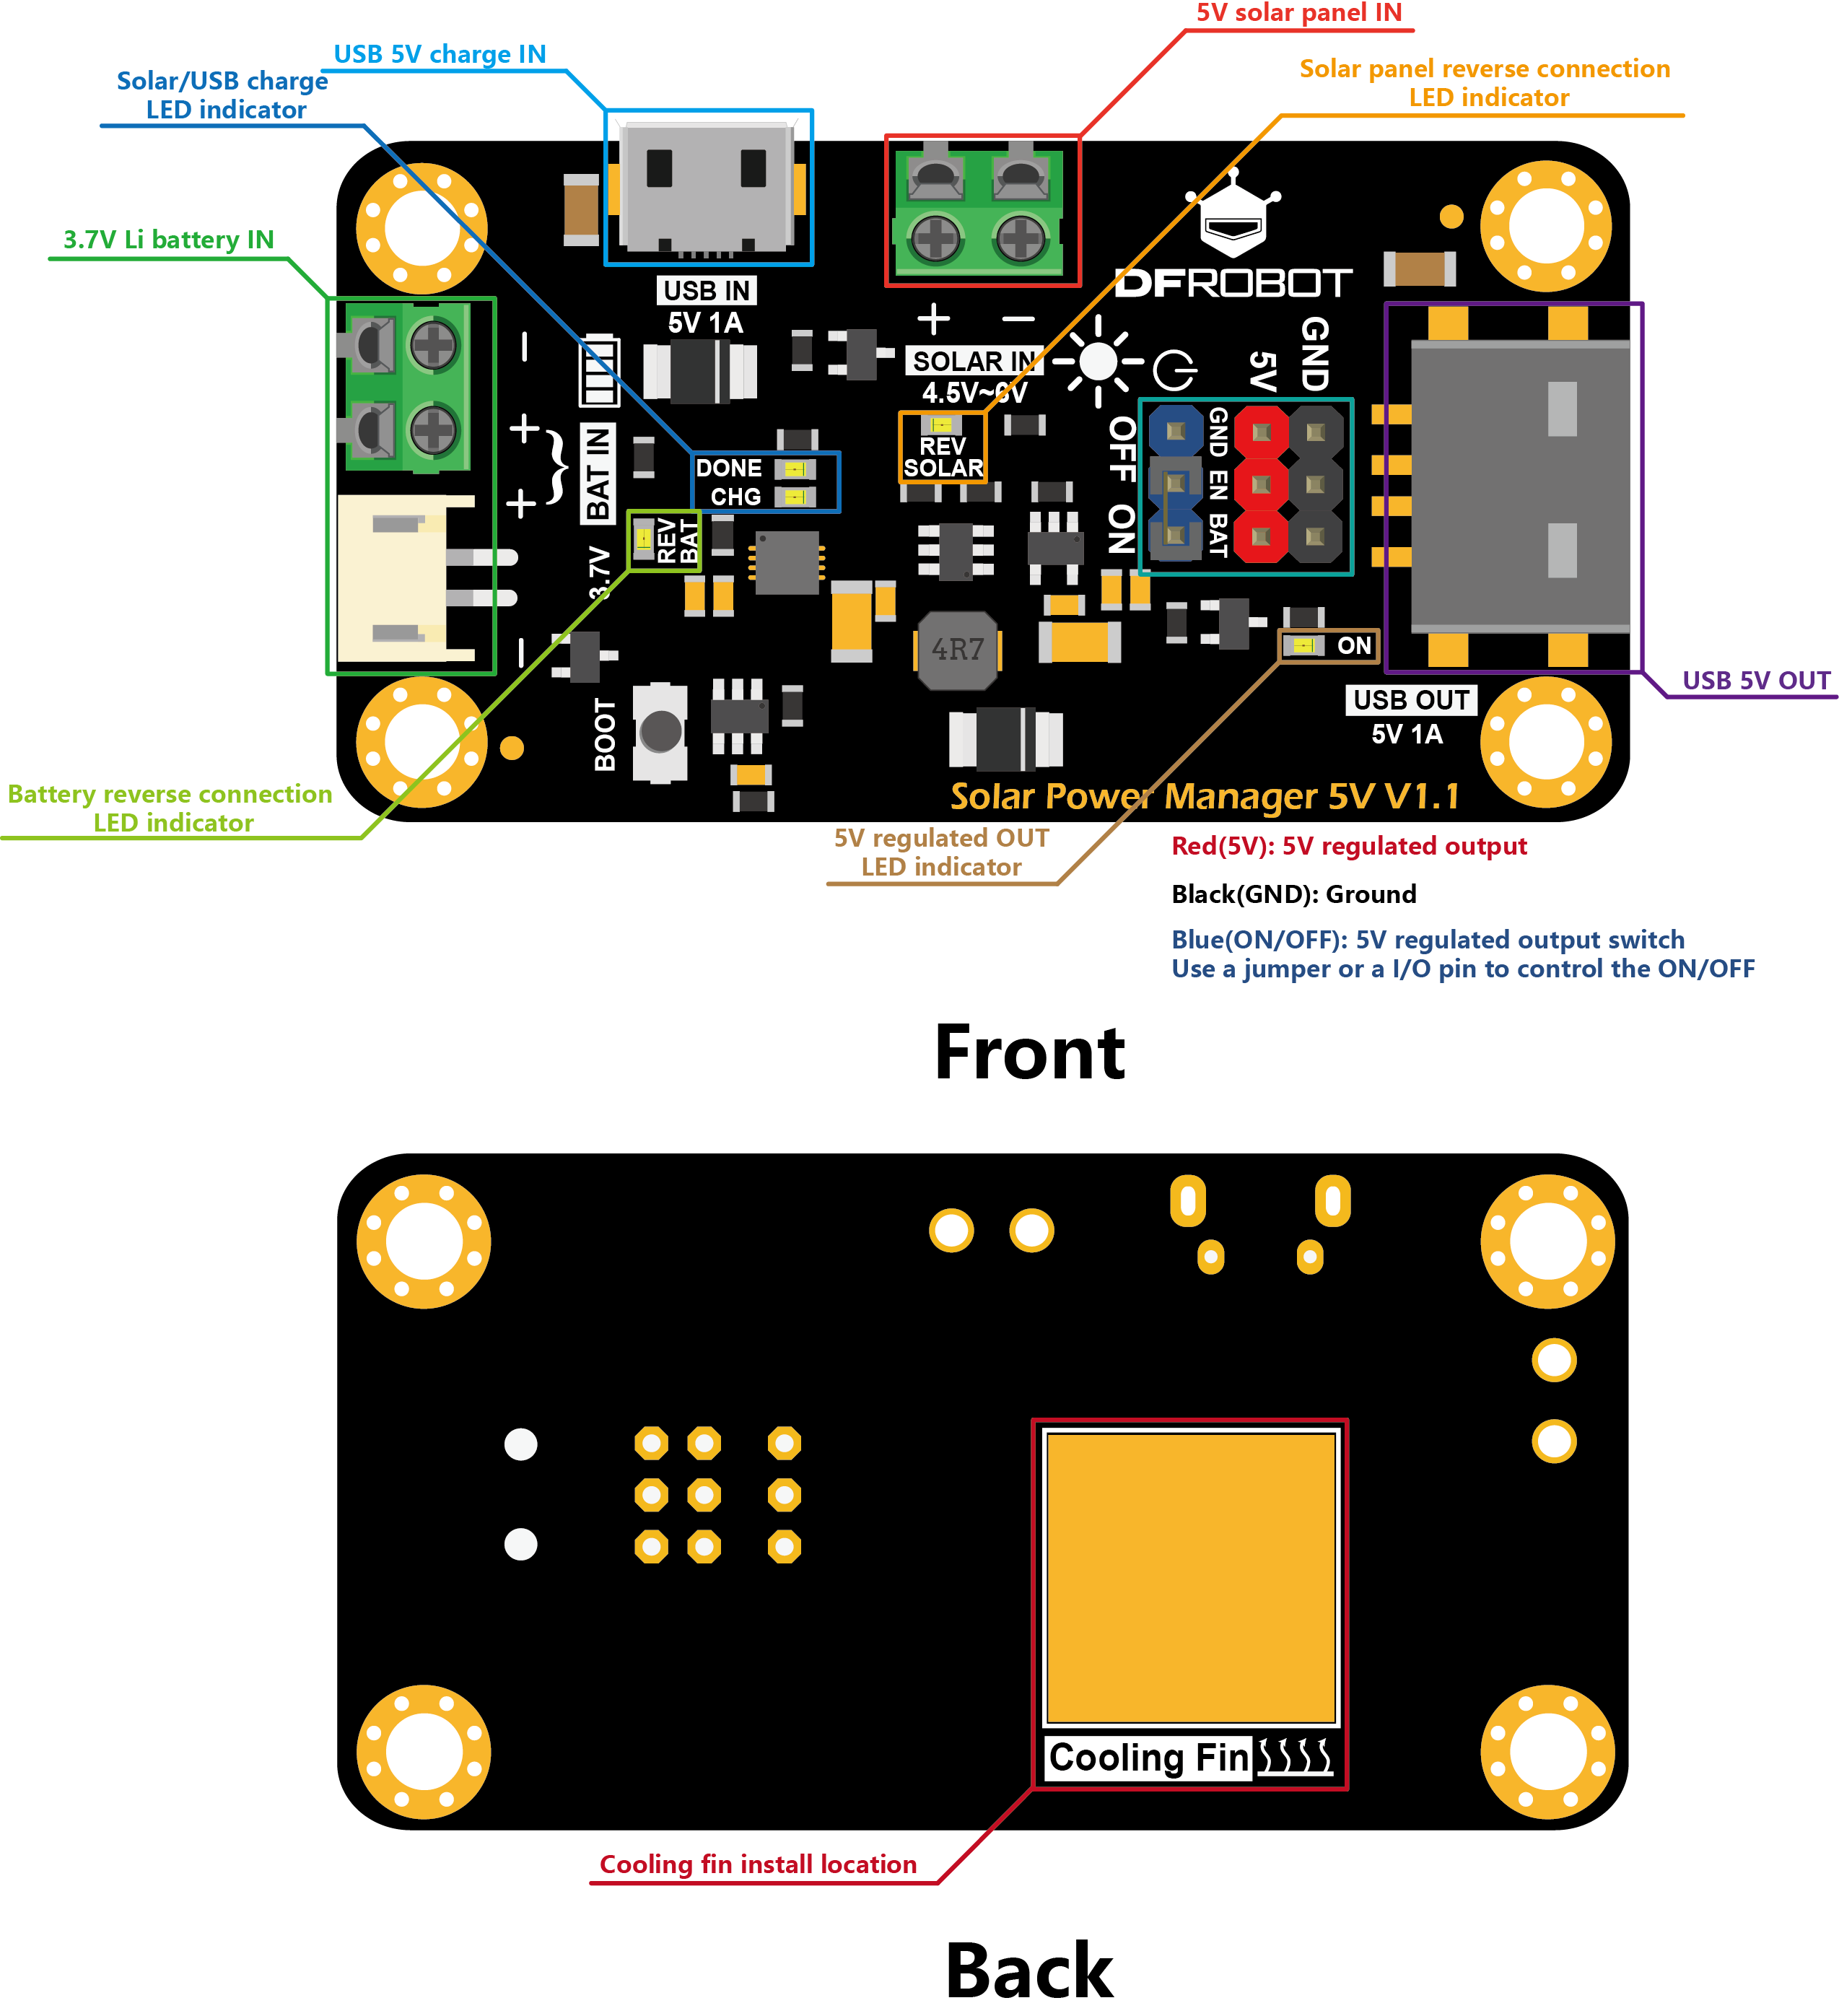 5V solar panel IN
USB 5V charge IN
Solar panel reverse connection
LED indicator
Solar/USB charge
LED indicator
3.7V Li battery IN
DFROBOT
USB IN
5V 1A
+ −
SOLAR IN
4.5V~6V
5V
GND
−
+
+
−
}
BAT IN
3.7V
DONE
CHG
REV
BAT
REV
SOLAR
OFF
ON
GND
EN
BAT
4R7
ON
BOOT
USB OUT
5V 1A
USB 5V OUT
Solar Power Manager 5V V1.1
Battery reverse connection
LED indicator
5V regulated OUT
LED indicator
Red(5V): 5V regulated output
Black(GND): Ground
Blue(ON/OFF): 5V regulated output switch
Use a jumper or a I/O pin to control the ON/OFF
Front
Cooling Fin
Cooling fin install location
Back